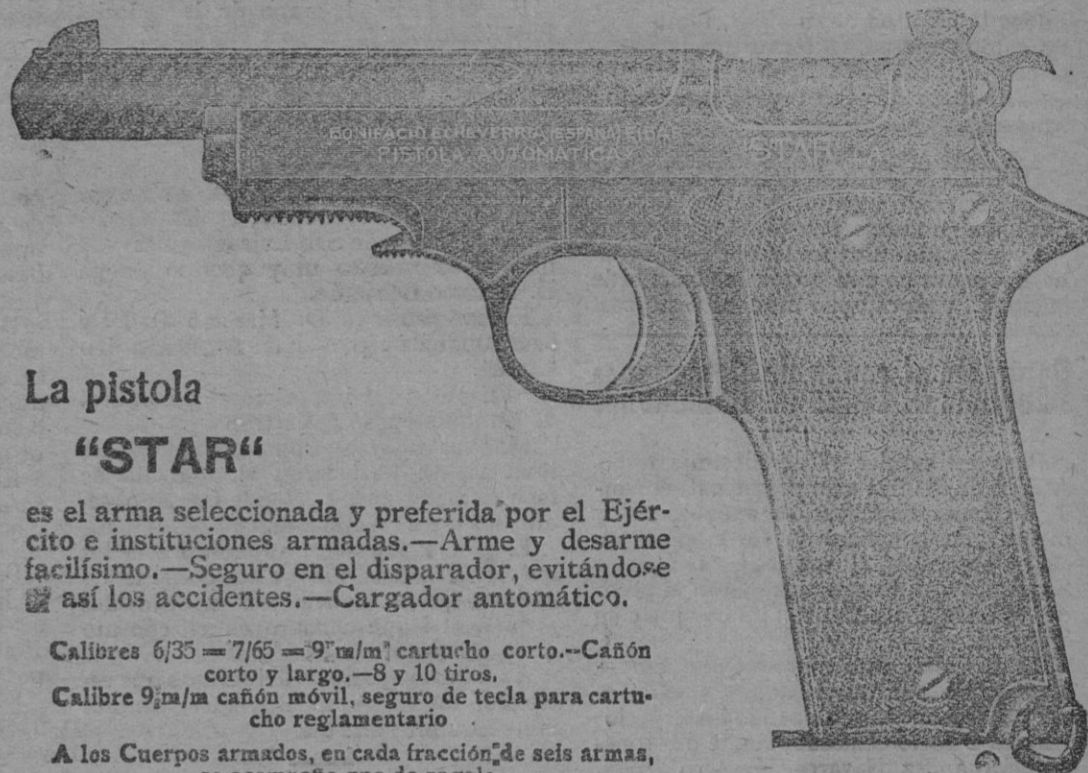 BONIFACIO ECHEVERRIA (ESPAÑA) EIBAR
PISTOLA AUTOMATICA "STAR"
La pistola
“STAR“
es el arma seleccionada y preferida por el Ejér-
cito e instituciones armadas.—Arme y desarme
facilísimo.—Seguro en el disparador, evitándose
así los accidentes.—Cargador antomático.
Calibres 6/35 = 7/65 = 9 m/m cartucho corto.--Cañón
corto y largo.—8 y 10 tiros.
Calibre 9 m/m cañón móvil, seguro de tecla para cartu-
cho reglamentario
A los Cuerpos armados, en cada fracción de seis armas,